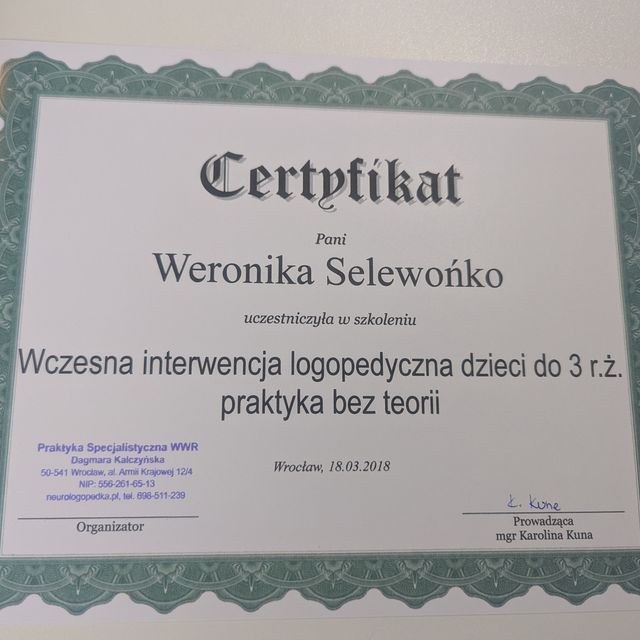 Certyfikat
Pani
Weronika Selewońko
uczestniczyła w szkoleniu
Wczesna interwencja logopedyczna dzieci do 3 r.ż.
praktyka bez teorii
Praktyka Specjalistyczna WWR
Dagmara Kalczyńska
50-541 Wrocław, al. Armii Krajowej 12/4
NIP: 556-261-65-13
neurologopedka.pl, tel. 696-511-239
Organizator
Wrocław, 18.03.2018
K. Kuna
Prowadząca
mgr Karolina Kuna